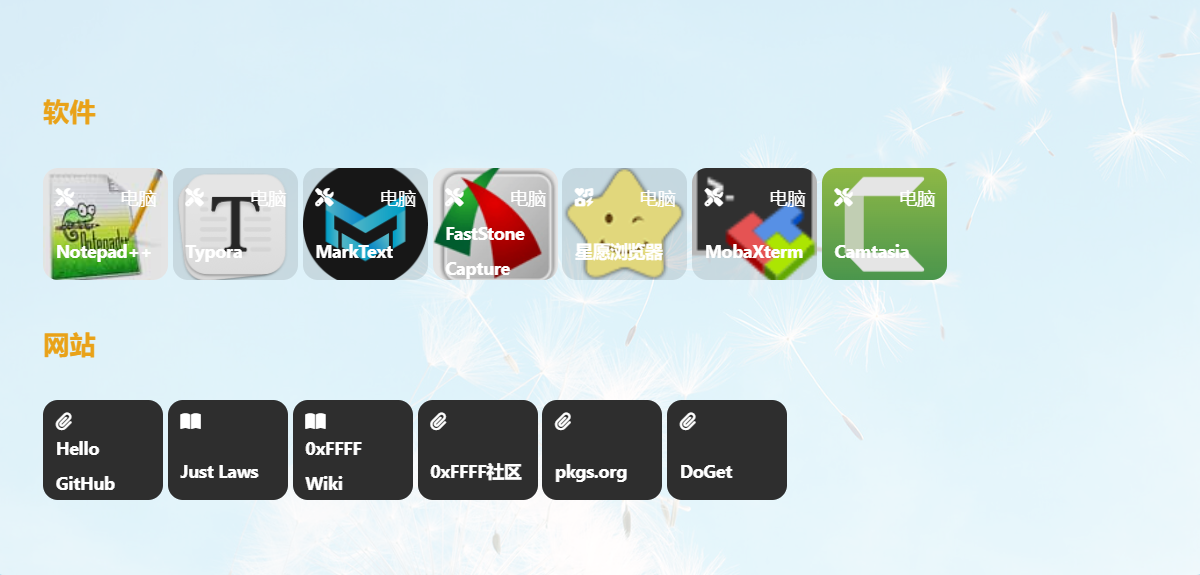 软件
电脑
Notepad++
电脑
Typora
电脑
MarkText
电脑
FastStone
Capture
电脑
星愿浏览器
电脑
MobaXterm
电脑
Camtasia
网站
Hello
GitHub
Just Laws
0xFFFF
Wiki
0xFFFF社区
pkgs.org
DoGet